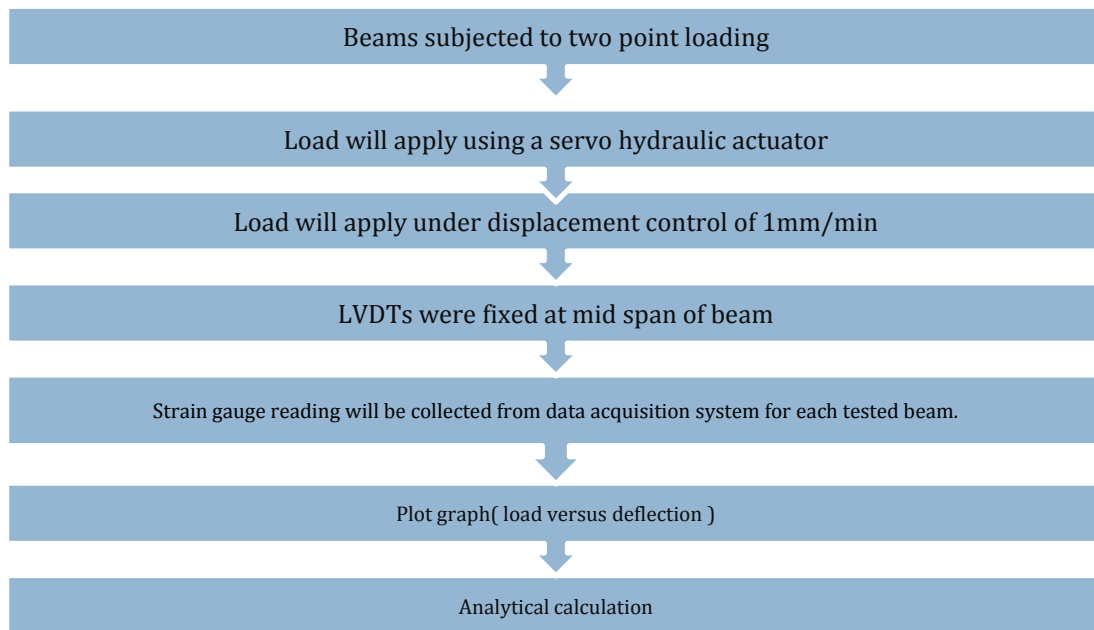 Beams subjected to two point loading
Load will apply using a servo hydraulic actuator
Load will apply under displacement control of 1mm/min
LVDTs were fixed at mid span of beam
Strain gauge reading will be collected from data acquisition system for each tested beam.
Plot graph( load versus deflection )
Analytical calculation